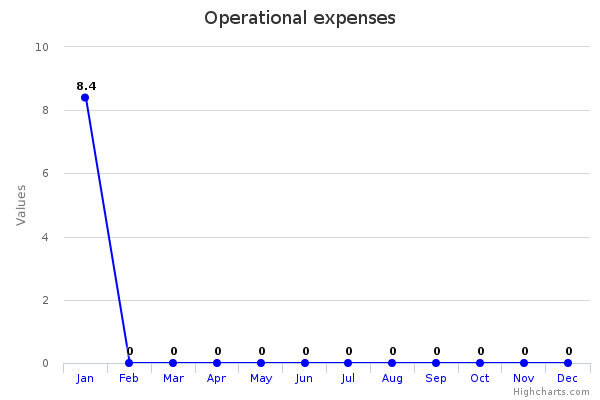 Operational expenses
10
8
6
4
2
0
Values
8.4
0 0 0 0 0 0 0 0 0 0 0
Jan Feb Mar Apr May Jun Jul Aug Sep Oct Nov Dec
Highcharts.com